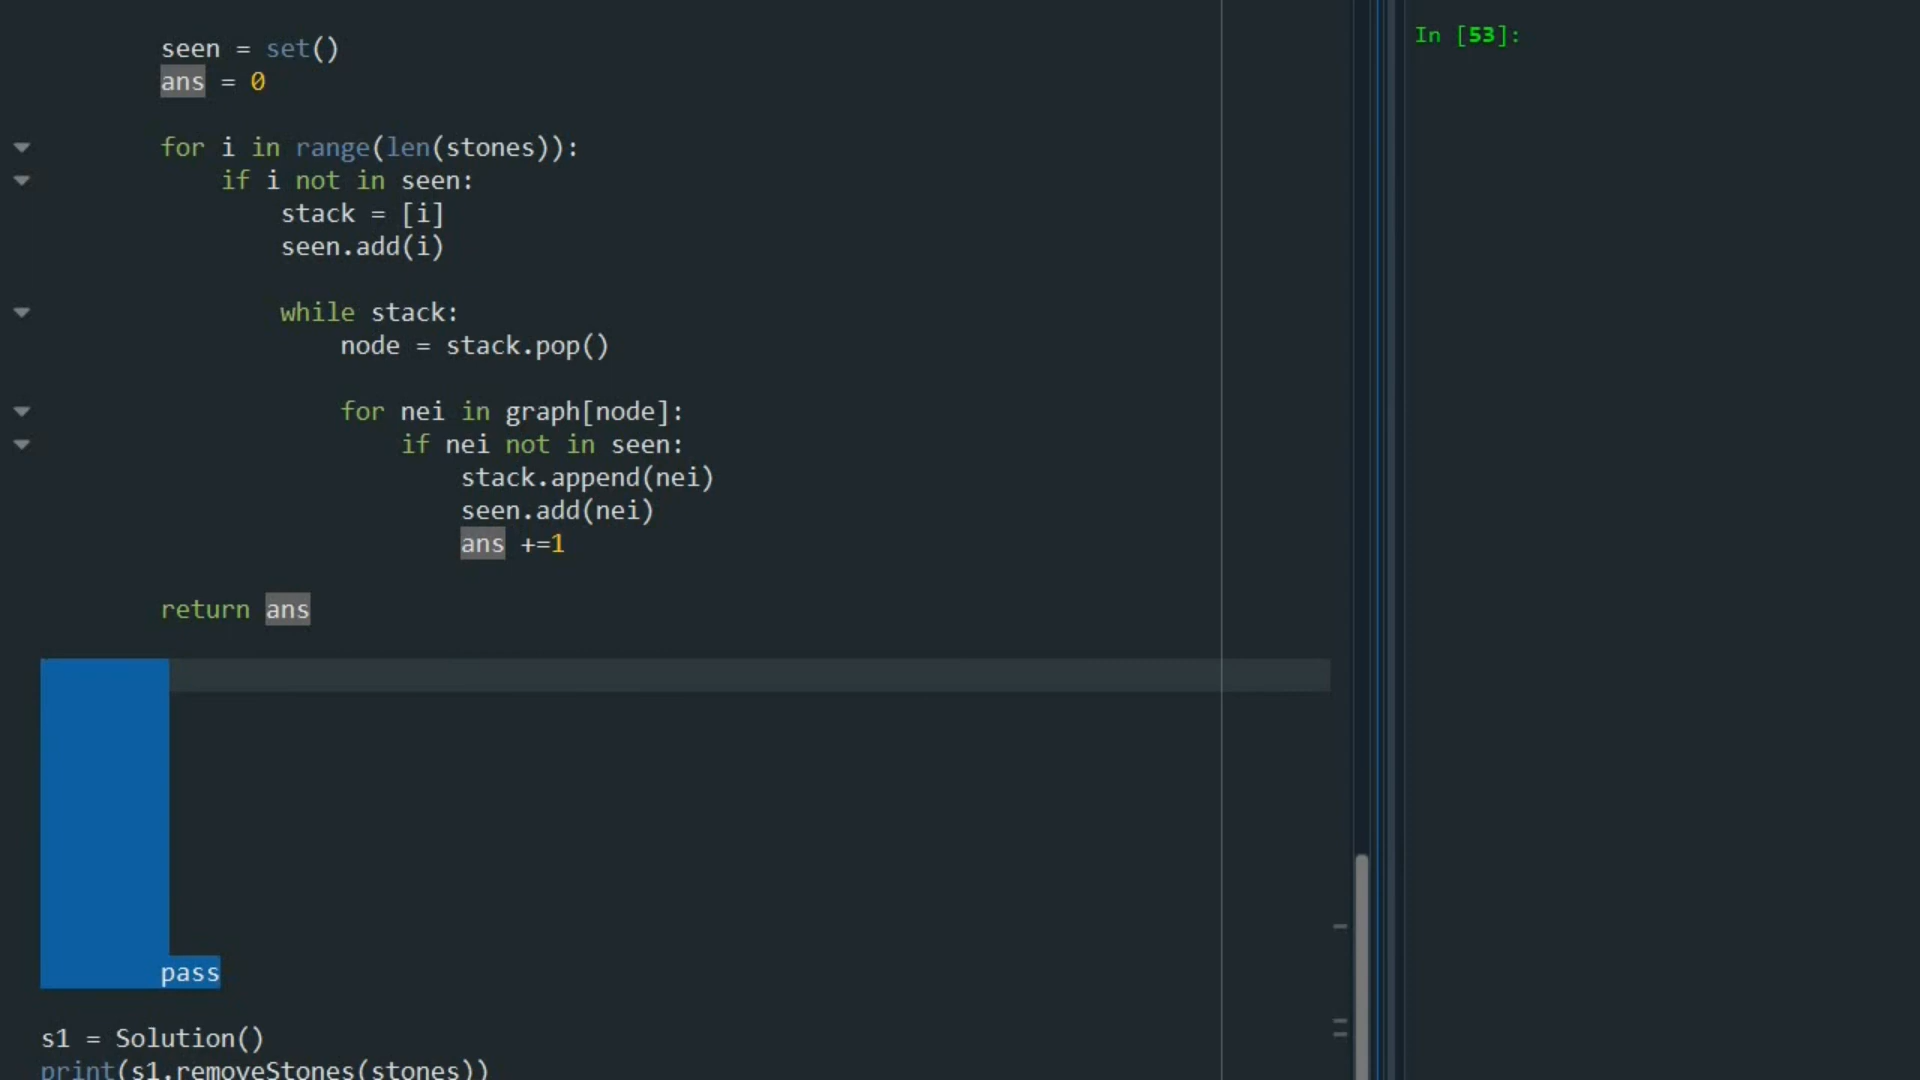 seen = set()
ans = 0
for i in range(len(stones)):
if i not in seen:
stack = [i]
seen.add(i)
while stack:
node = stack.pop()
for nei in graph[node]:
if nei not in seen:
stack.append(nei)
seen.add(nei)
ans +=1
return ans
pass
s1 = Solution()
print(s1.removeStones(stones))
In [53]: